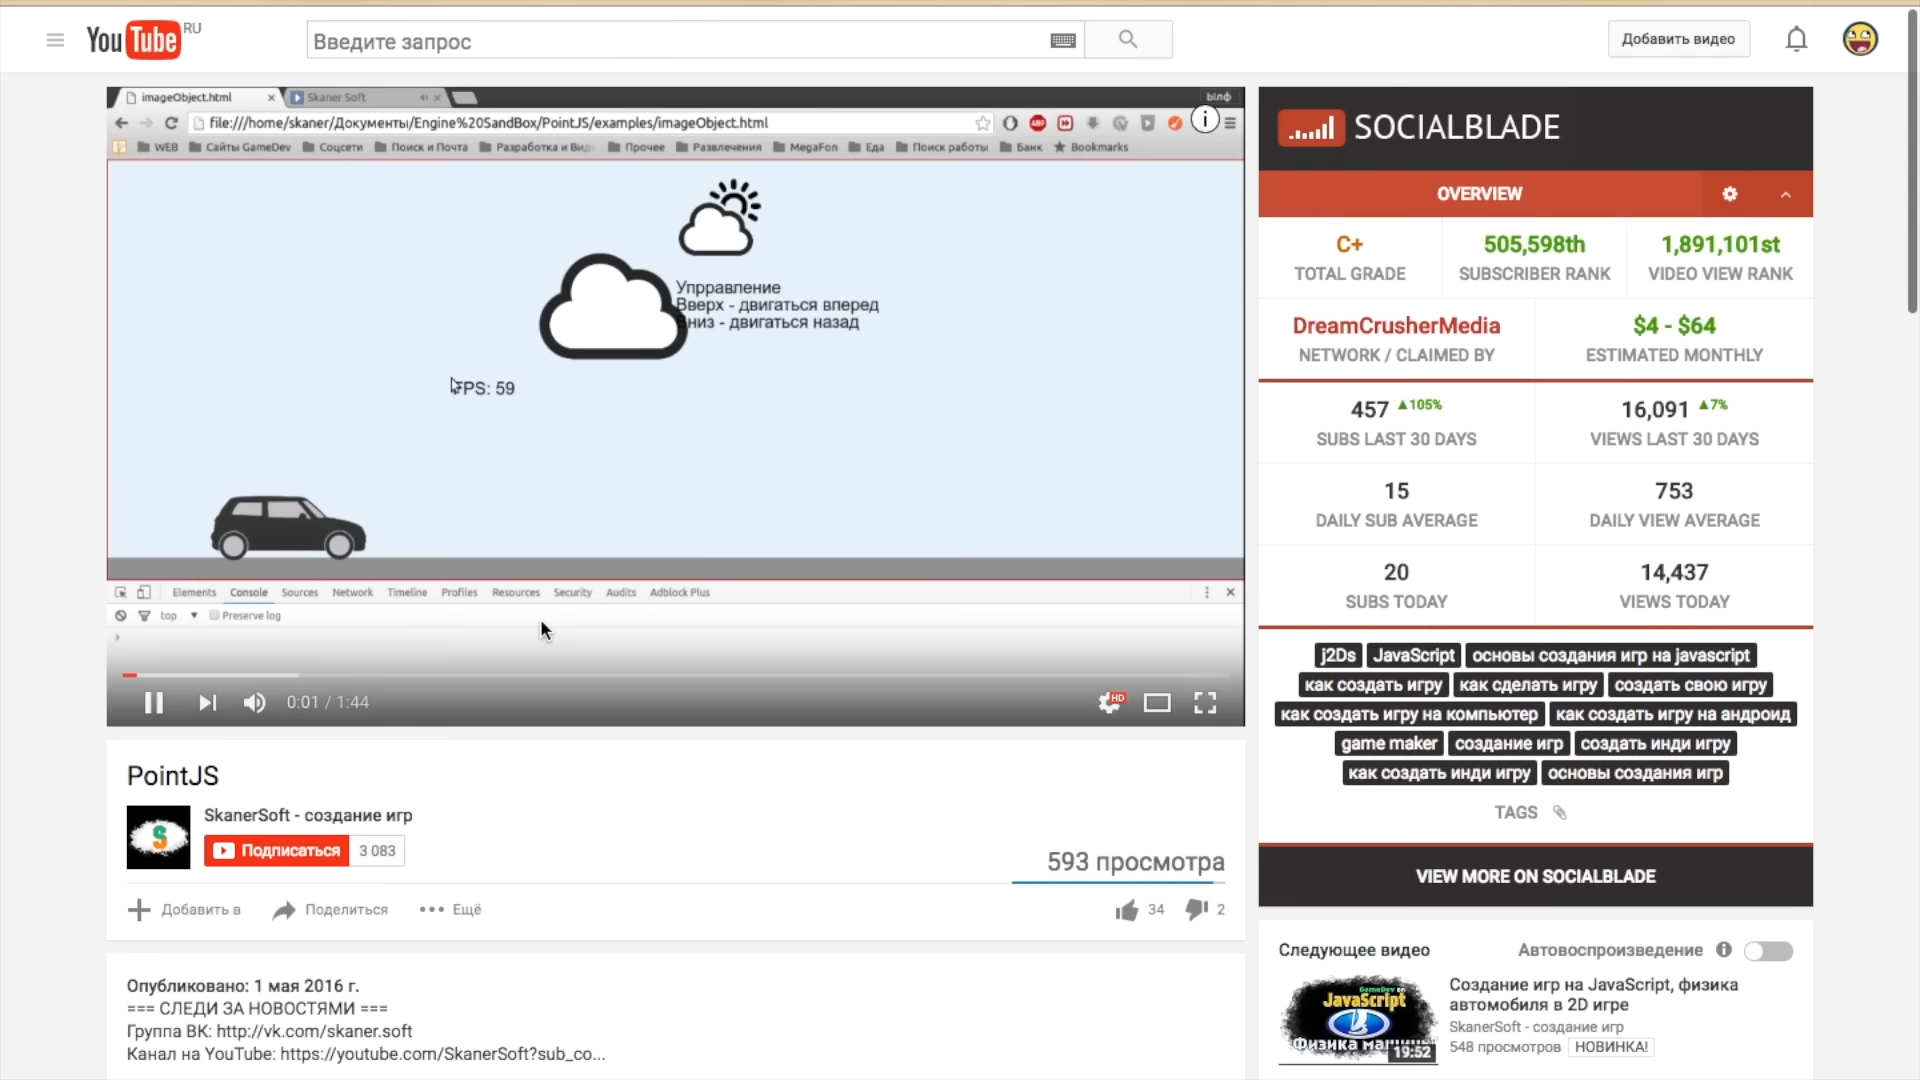 YouTube RU
Введите запрос
Добавить видео
imageObject.html
Skaner Soft
ылф
file:///home/skaner/Документы/Engine%20SandBox/PointJS/examples/imageObject.html
WEB Сайты GameDev Соцсети Поиск и Почта Разработка и Вид Прочее Развлечения MegaFon Еда Поиск работы Банк Bookmarks
Упрравление
Вверх - двигаться вперед
Вниз - двигаться назад
FPS: 59
Elements Console Sources Network Timeline Profiles Resources Security Audits Adblock Plus
top Preserve log
0:01 / 1:44
HD
PointJS
SkanerSoft - создание игр
Подписаться 3 083
593 просмотра
Добавить в Поделиться Ещё
34 2
Опубликовано: 1 мая 2016 г.
=== СЛЕДИ ЗА НОВОСТЯМИ ===
Группа ВК: http://vk.com/skaner.soft
Канал на YouTube: https://youtube.com/SkanerSoft?sub_co...
SOCIALBLADE
OVERVIEW
C+ 505,598th 1,891,101st
TOTAL GRADE SUBSCRIBER RANK VIDEO VIEW RANK
DreamCrusherMedia $4 - $64
NETWORK / CLAIMED BY ESTIMATED MONTHLY
457 ▲105% 16,091 ▲7%
SUBS LAST 30 DAYS VIEWS LAST 30 DAYS
15 753
DAILY SUB AVERAGE DAILY VIEW AVERAGE
20 14,437
SUBS TODAY VIEWS TODAY
j2Ds JavaScript основы создания игр на javascript
как создать игру как сделать игру создать свою игру
как создать игру на компьютер как создать игру на андроид
game maker создание игр создать инди игру
как создать инди игру основы создания игр
TAGS
VIEW MORE ON SOCIALBLADE
Следующее видео Автовоспроизведение
GameDev on
JavaScript
Физика машины
19:52
Создание игр на JavaScript, физика
автомобиля в 2D игре
SkanerSoft - создание игр
548 просмотров НОВИНКА!